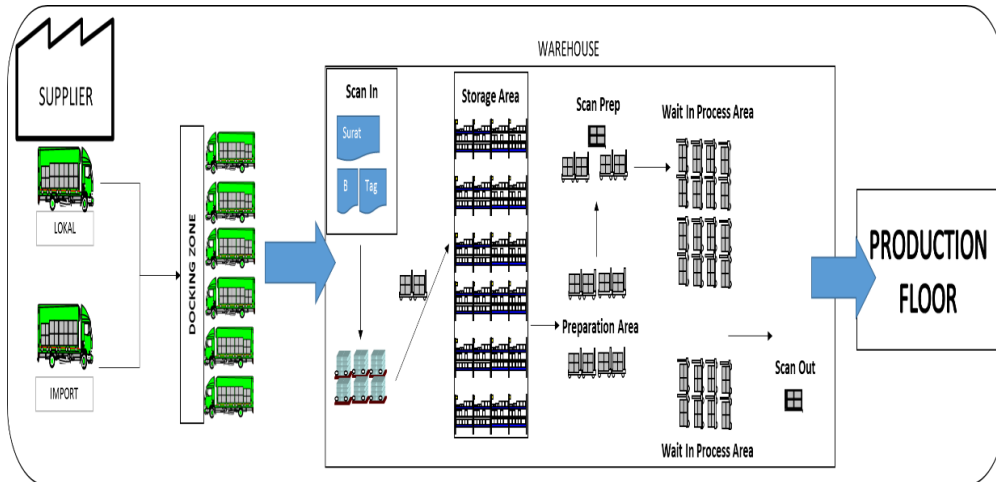 WAREHOUSE
SUPPLIER
LOKAL
IMPORT
DOCKING ZONE
Scan In
Surat
B
Tag
Storage Area
Scan Prep
Wait In Process Area
Preparation Area
Scan Out
Wait In Process Area
PRODUCTION
FLOOR